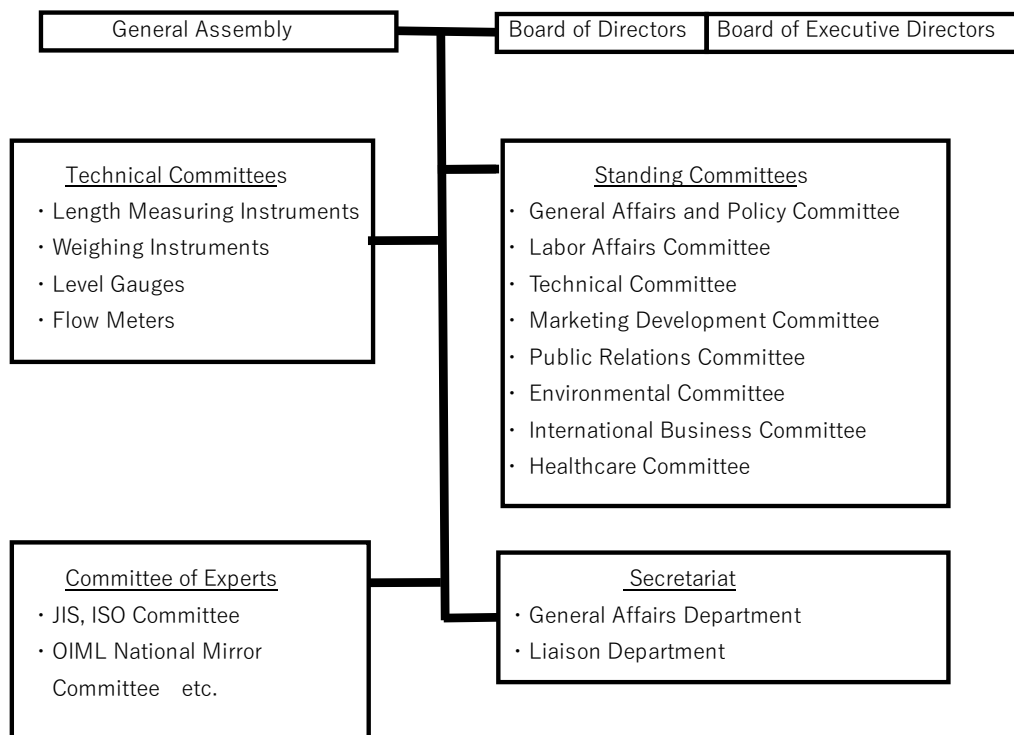 General Assembly
Board of Directors
Board of Executive Directors
Technical Committees
・Length Measuring Instruments
・Weighing Instruments
・Level Gauges
・Flow Meters
Standing Committees
・ General Affairs and Policy Committee
・ Labor Affairs Committee
・ Technical Committee
・ Marketing Development Committee
・ Public Relations Committee
・ Environmental Committee
・ International Business Committee
・ Healthcare Committee
Committee of Experts
・JIS, ISO Committee
・OIML National Mirror
Committee　etc.
Secretariat
・General Affairs Department
・Liaison Department